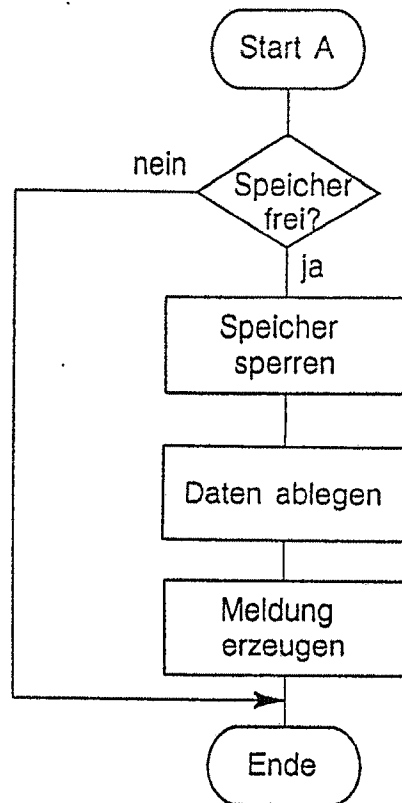 Start A
nein
Speicher
frei?
ja
Speicher
sperren
Daten ablegen
Meldung
erzeugen
Ende